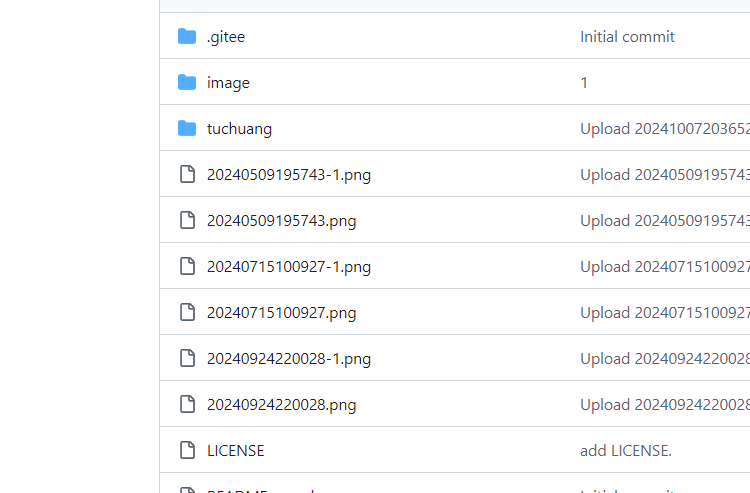 .gitee Initial commit
image 1
tuchuang Upload 20241007203652
20240509195743-1.png Upload 20240509195743
20240509195743.png Upload 20240509195743
20240715100927-1.png Upload 20240715100927
20240715100927.png Upload 20240715100927
20240924220028-1.png Upload 20240924220028
20240924220028.png Upload 20240924220028
LICENSE add LICENSE.